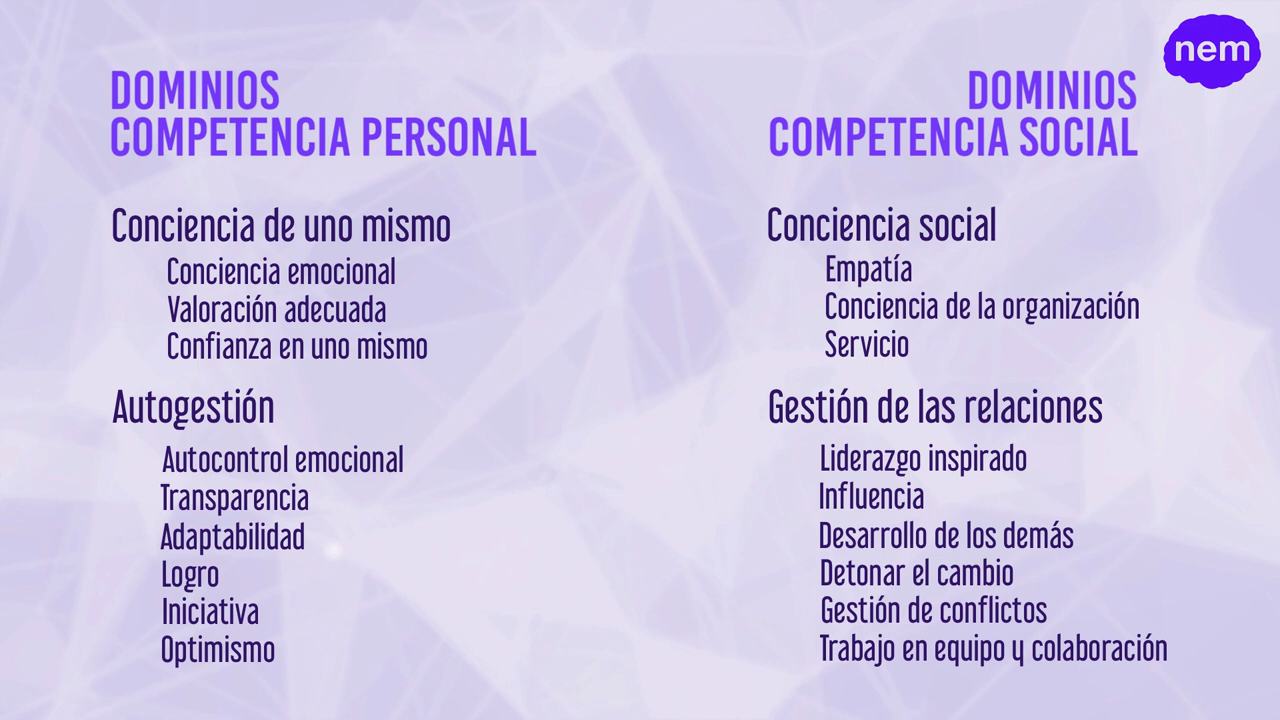 nem
DOMINIOS
COMPETENCIA PERSONAL
Conciencia de uno mismo
Conciencia emocional
Valoración adecuada
Confianza en uno mismo
Autogestión
Autocontrol emocional
Transparencia
Adaptabilidad
Logro
Iniciativa
Optimismo
DOMINIOS
COMPETENCIA SOCIAL
Conciencia social
Empatía
Conciencia de la organización
Servicio
Gestión de las relaciones
Liderazgo inspirado
Influencia
Desarrollo de los demás
Detonar el cambio
Gestión de conflictos
Trabajo en equipo y colaboración